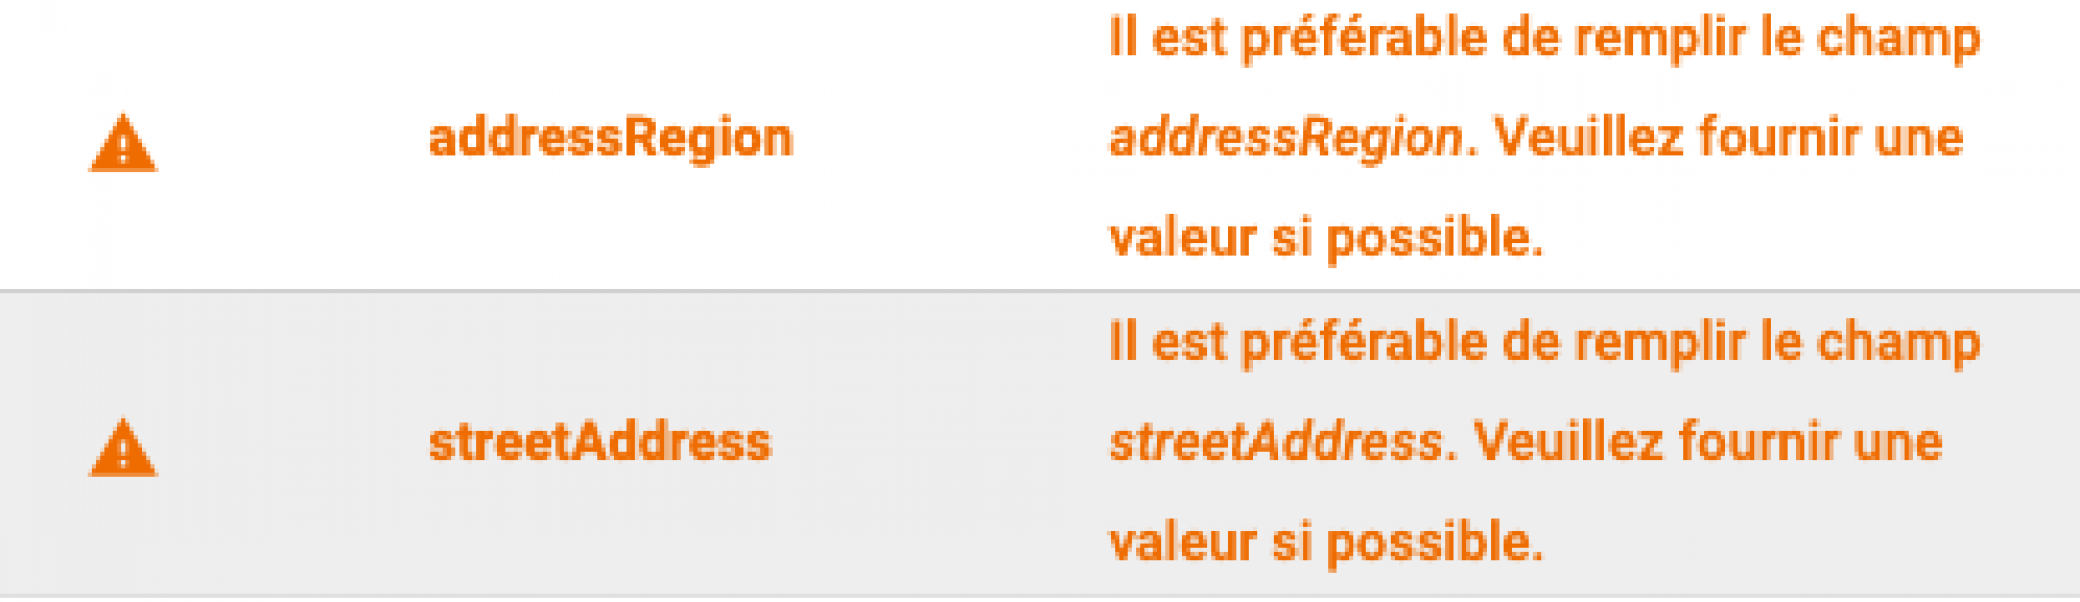 Il est préférable de remplir le champ
addressRegion
addressRegion. Veuillez fournir une
valeur si possible.
Il est préférable de remplir le champ
streetAddress
streetAddress. Veuillez fournir une
valeur si possible.